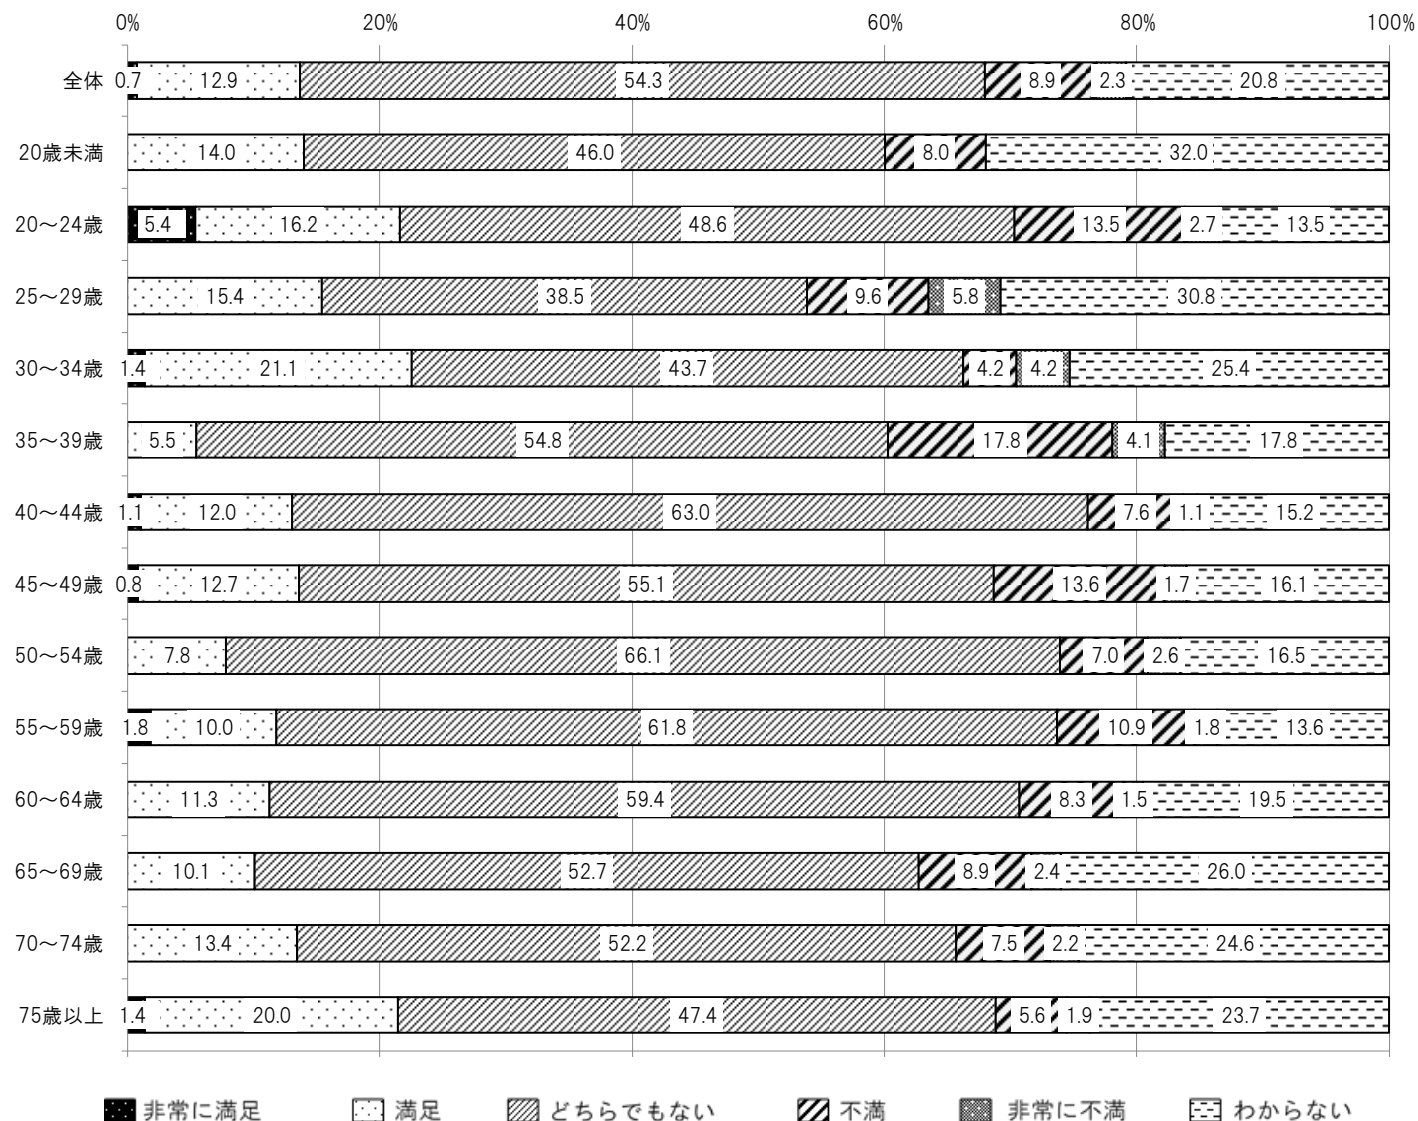 0% 20% 40% 60% 80% 100%
全体 0.7 12.9 54.3 8.9 2.3 20.8
20歳未満 14.0 46.0 8.0 32.0
20～24歳 5.4 16.2 48.6 13.5 2.7 13.5
25～29歳 15.4 38.5 9.6 5.8 30.8
30～34歳 1.4 21.1 43.7 4.2 4.2 25.4
35～39歳 5.5 54.8 17.8 4.1 17.8
40～44歳 1.1 12.0 63.0 7.6 1.1 15.2
45～49歳 0.8 12.7 55.1 13.6 1.7 16.1
50～54歳 7.8 66.1 7.0 2.6 16.5
55～59歳 1.8 10.0 61.8 10.9 1.8 13.6
60～64歳 11.3 59.4 8.3 1.5 19.5
65～69歳 10.1 52.7 8.9 2.4 26.0
70～74歳 13.4 52.2 7.5 2.2 24.6
75歳以上 1.4 20.0 47.4 5.6 1.9 23.7
非常に満足 満足 どちらでもない 不満 非常に不満 わからない